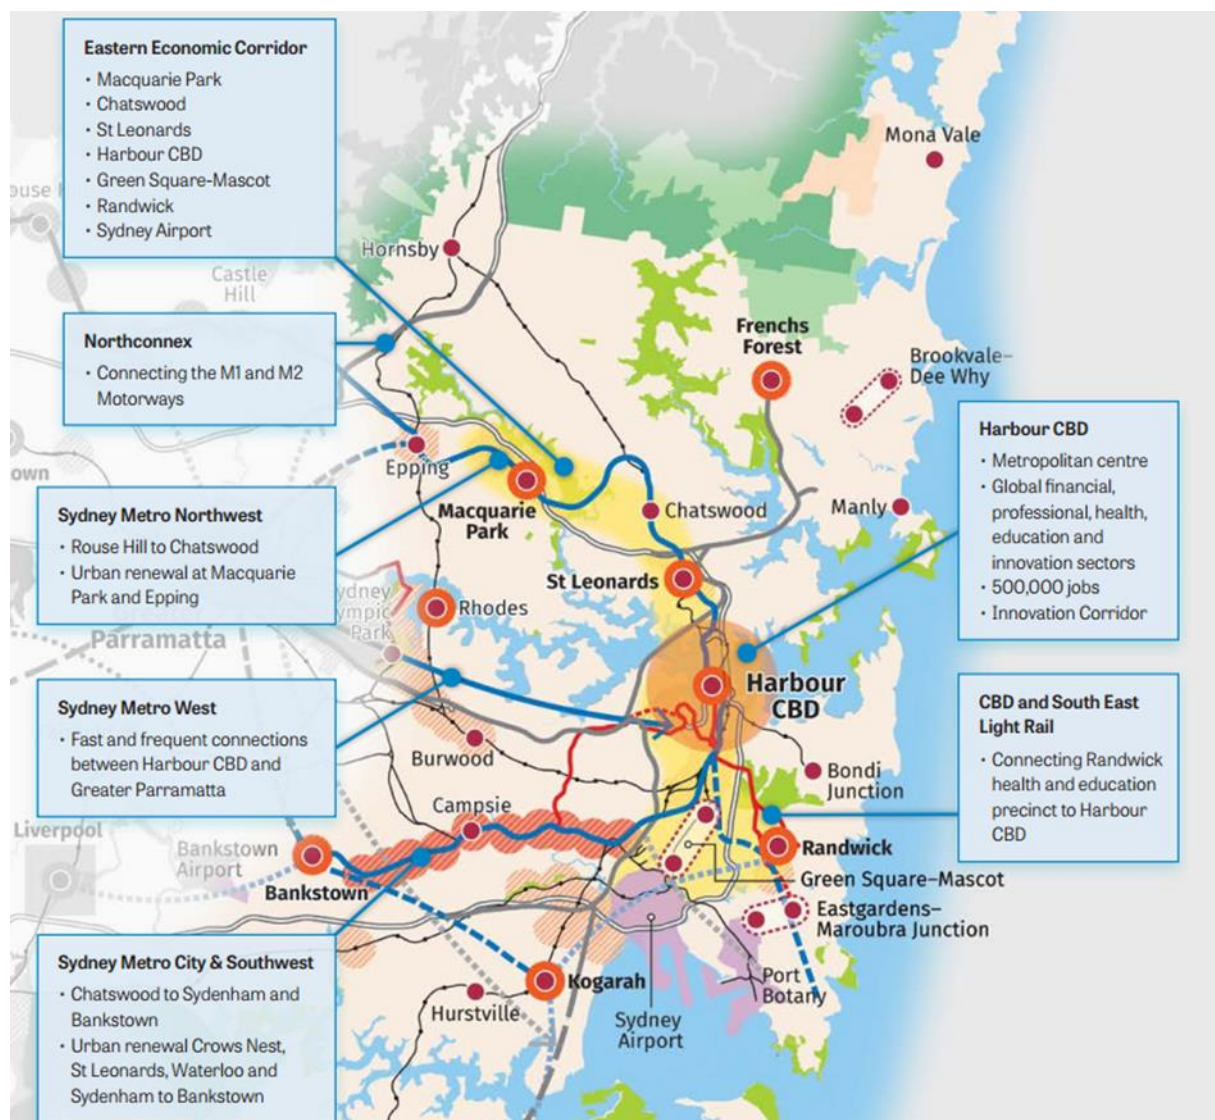 Eastern Economic Corridor
· Macquarie Park
· Chatswood
· St Leonards
· Harbour CBD
· Green Square-Mascot
· Randwick
· Sydney Airport
Mona Vale
Hornsby
Castle
Hill
Northconnex
· Connecting the M1 and M2
Motorways
Frenchs
Forest
Brookvale–
Dee Why
Harbour CBD
· Metropolitan centre
· Global financial,
professional, health,
education and
innovation sectors
· 500,000 jobs
· Innovation Corridor
Epping
Macquarie
Park
Chatswood
Manly
Sydney Metro Northwest
· Rouse Hill to Chatswood
· Urban renewal at Macquarie
Park and Epping
St Leonards
Rhodes
Park
Parramatta
Harbour
CBD
Sydney Metro West
· Fast and frequent connections
between Harbour CBD and
Greater Parramatta
CBD and South East
Light Rail
· Connecting Randwick
health and education
precinct to Harbour
CBD
Burwood
Bondi
Junction
Campsie
Liverpool
Bankstown
Airport
Bankstown
Randwick
Green Square–Mascot
Eastgardens–
Maroubra Junction
Sydney Metro City & Southwest
· Chatswood to Sydenham and
Bankstown
· Urban renewal Crows Nest,
St Leonards, Waterloo and
Sydenham to Bankstown
Kogarah
Hurstville
Port
Botany
Sydney
Airport